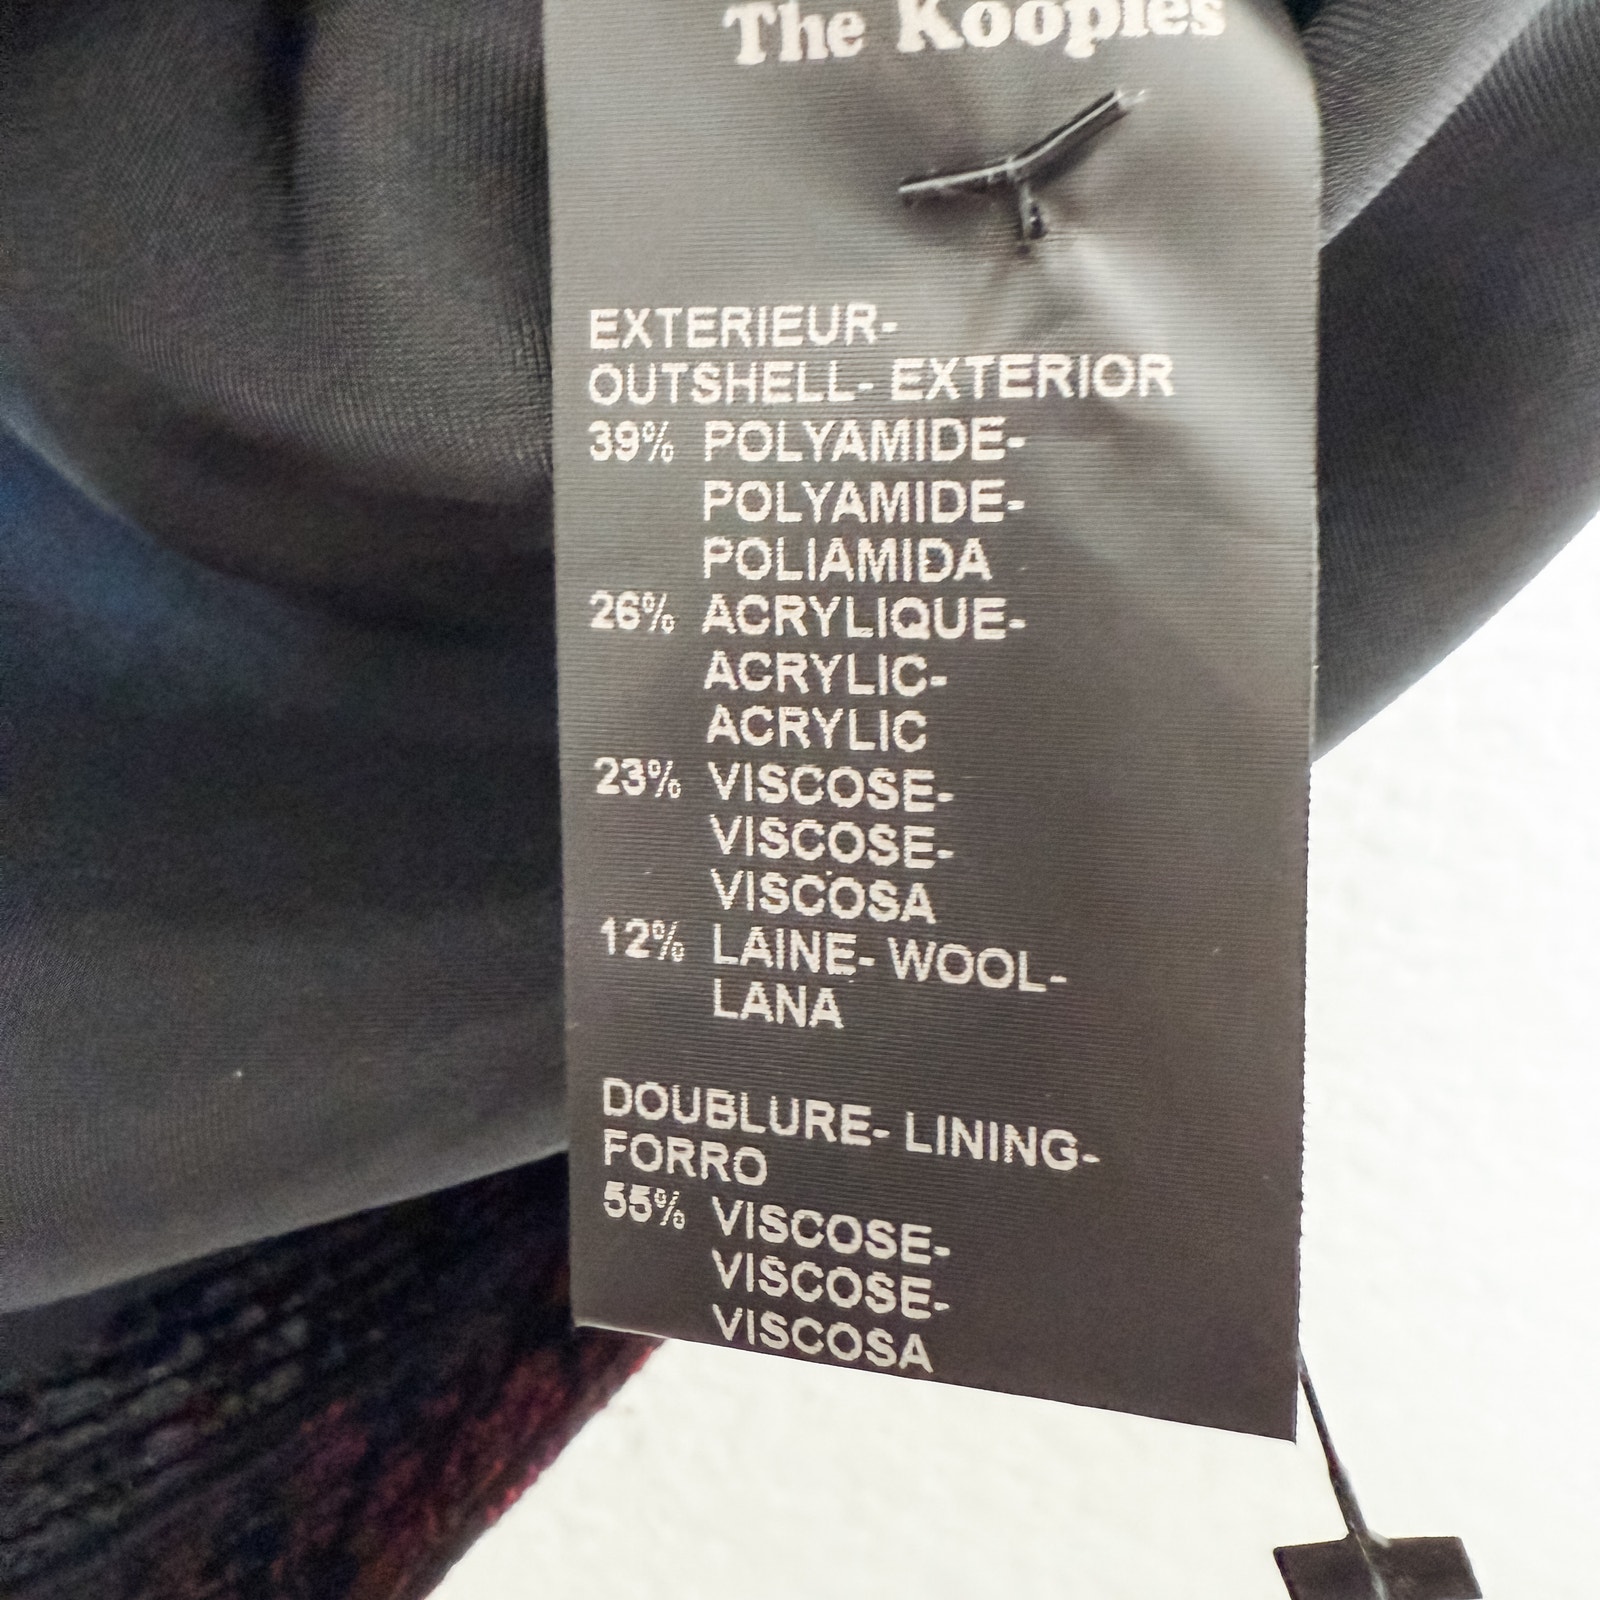 The Kooples
EXTERIEUR-
OUTSHELL- EXTERIOR
39% POLYAMIDE-
POLYAMIDE-
POLIAMIDA
26% ACRYLIQUE-
ACRYLIC-
ACRYLIC
23% VISCOSE-
VISCOSE-
VISCOSA
12% LAINE- WOOL-
LANA
DOUBLURE- LINING-
FORRO
55% VISCOSE-
VISCOSE-
VISCOSA